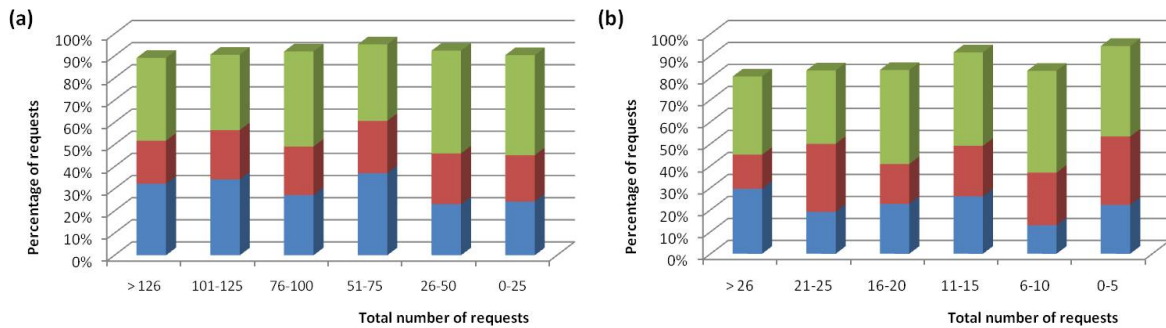 (a)
100%
90%
80%
70%
60%
50%
40%
30%
20%
10%
0%
Percentage of requests
> 126 101-125 76-100 51-75 26-50 0-25
Total number of requests
(b)
100%
90%
80%
70%
60%
50%
40%
30%
20%
10%
0%
Percentage of requests
> 26 21-25 16-20 11-15 6-10 0-5
Total number of requests